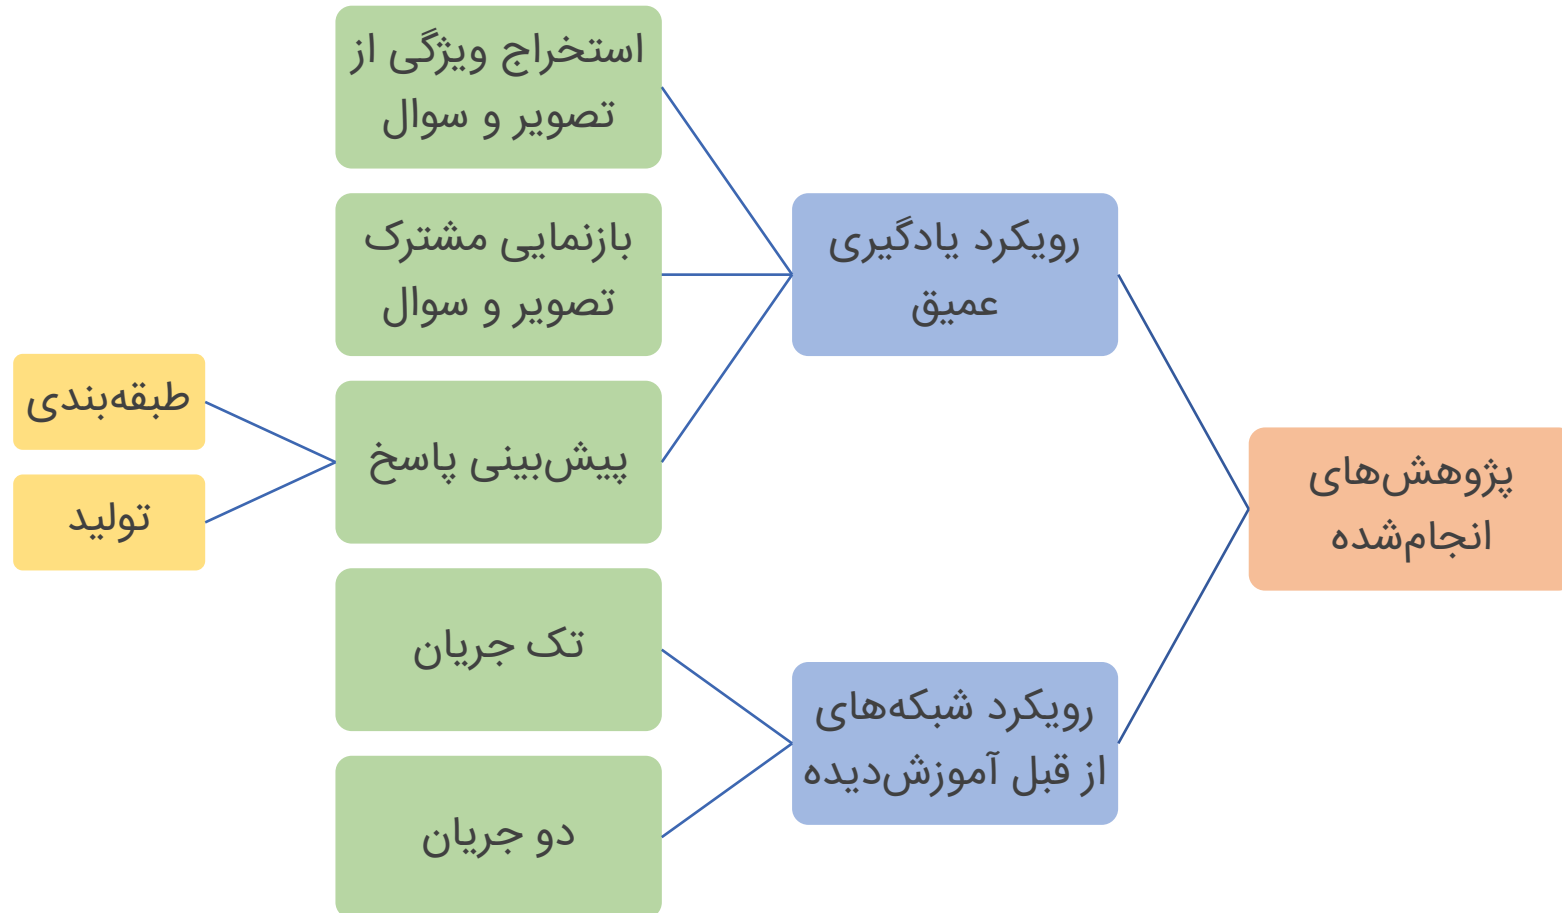 پژوهش‌های
انجام‌شده
رویکرد یادگیری
عمیق
استخراج ویژگی از
تصویر و سوال
بازنمایی مشترک
تصویر و سوال
پیش‌بینی پاسخ
طبقه‌بندی
تولید
رویکرد شبکه‌های
از قبل آموزش‌دیده
تک جریان
دو جریان